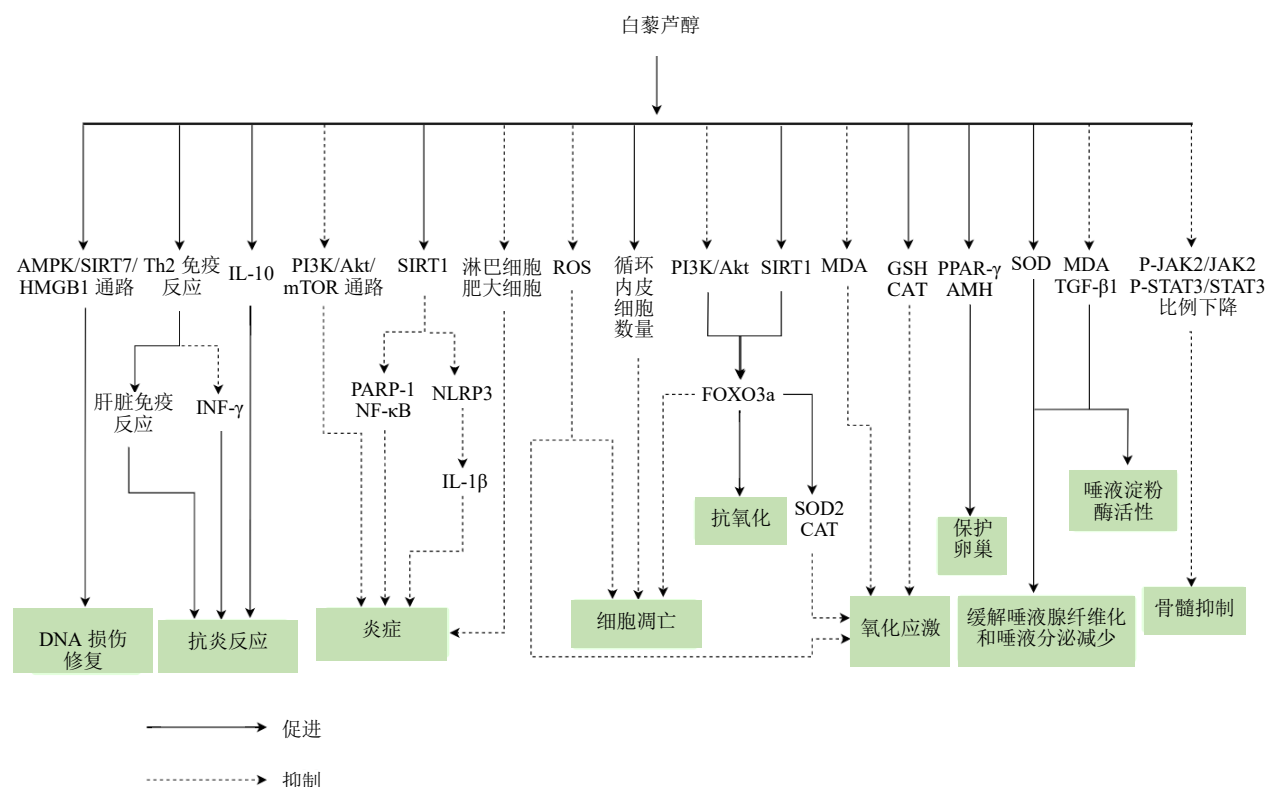 白藜芦醇
AMPK/SIRT7/
HMGB1 通路
Th2 免疫
反应
IL-10
PI3K/Akt/
mTOR 通路
SIRT1
淋巴细胞
肥大细胞
ROS
循环
内皮
细胞
数量
PI3K/Akt
SIRT1
MDA
GSH
CAT
PPAR-γ
AMH
SOD
MDA
TGF-β1
P-JAK2/JAK2
P-STAT3/STAT3
比例下降
肝脏免疫
反应
INF-γ
PARP-1
NF-κB
NLRP3
IL-1β
FOXO3a
抗氧化
SOD2
CAT
保护
卵巢
唾液淀粉
酶活性
DNA 损伤
修复
抗炎反应
炎症
细胞凋亡
氧化应激
缓解唾液腺纤维化
和唾液分泌减少
骨髓抑制
促进
抑制